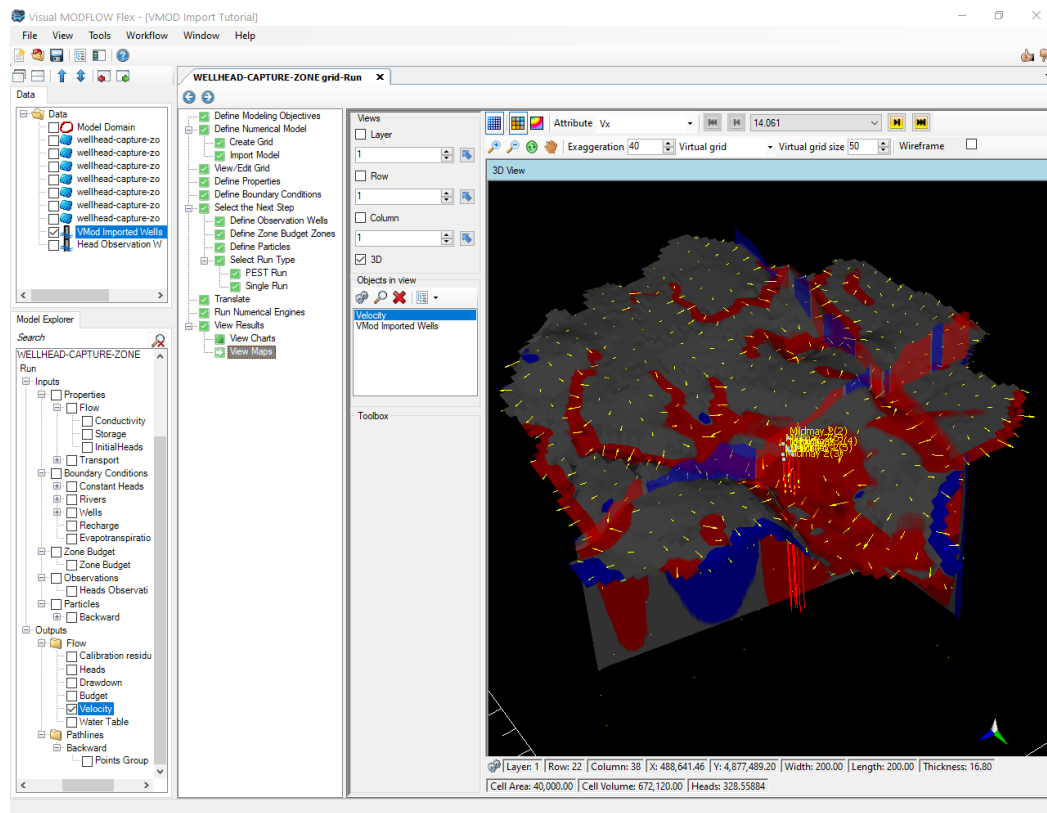 Visual MODFLOW Flex - [VMOD Import Tutorial]
File View Tools Workflow Window Help
Data
Data
Model Domain
wellhead-capture-zo
wellhead-capture-zo
wellhead-capture-zo
wellhead-capture-zo
wellhead-capture-zo
wellhead-capture-zo
wellhead-capture-zo
VMod Imported Wells
Head Observation W
Model Explorer
Search
WELLHEAD-CAPTURE-ZONE
Run
Inputs
Properties
Flow
Conductivity
Storage
InitialHeads
Transport
Boundary Conditions
Constant Heads
Rivers
Wells
Recharge
Evapotranspiratio
Zone Budget
Zone Budget
Observations
Heads Observati
Particles
Backward
Outputs
Flow
Calibration residu
Heads
Drawdown
Budget
Velocity
Water Table
Pathlines
Backward
Points Group
WELLHEAD-CAPTURE-ZONE grid-Run X
Define Modeling Objectives
Define Numerical Model
Create Grid
Import Model
View/Edit Grid
Define Properties
Define Boundary Conditions
Select the Next Step
Define Observation Wells
Define Zone Budget Zones
Define Particles
Select Run Type
PEST Run
Single Run
Translate
Run Numerical Engines
View Results
View Charts
View Maps
Views
Layer
1
Row
1
Column
1
3D
Objects in view
Velocity
VMod Imported Wells
Toolbox
Attribute Vx 14.061
Exaggeration 40 Virtual grid Virtual grid size 50 Wireframe
3D View
Mildmay 2(2)
Mildmay 2(3)
Layer: 1 Row: 22 Column: 38 X: 488,641.46 Y: 4,877,489.20 Width: 200.00 Length: 200.00 Thickness: 16.80
Cell Area: 40,000.00 Cell Volume: 672,120.00 Heads: 328.55884